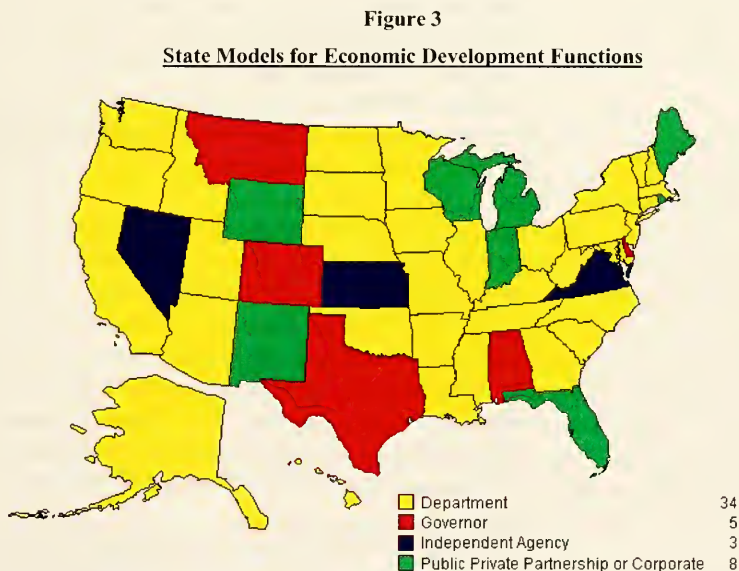 Figure 3
State Models for Economic Development Functions
Department 34
Governor 5
Independent Agency 3
Public Private Partnership or Corporate 8